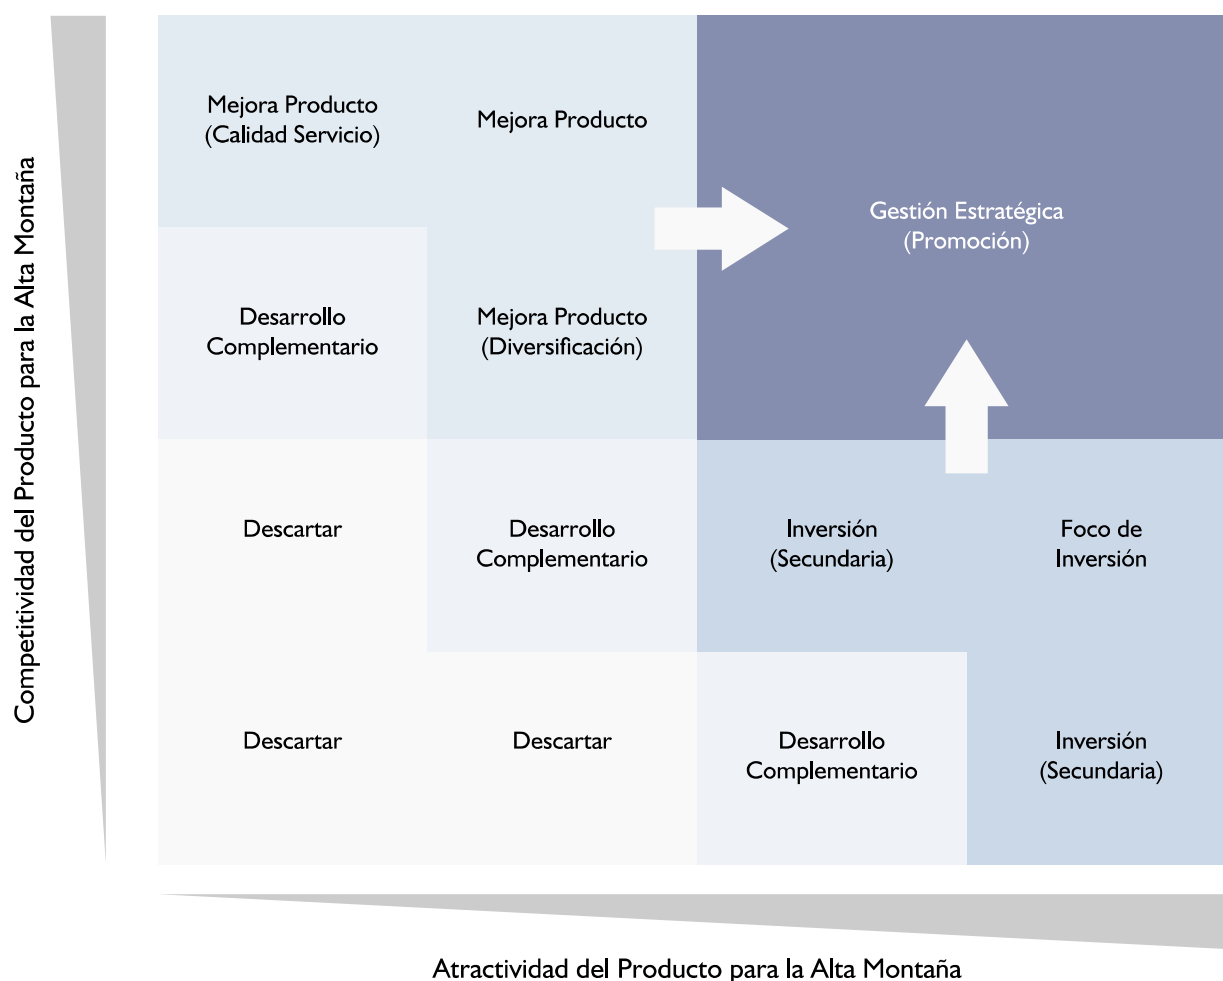 Competitividad del Producto para la Alta Montaña
Mejora Producto
(Calidad Servicio)
Mejora Producto
Gestión Estratégica
(Promoción)
Desarrollo
Complementario
Mejora Producto
(Diversificación)
Descartar
Desarrollo
Complementario
Inversión
(Secundaria)
Foco de
Inversión
Descartar
Descartar
Desarrollo
Complementario
Inversión
(Secundaria)
Atractividad del Producto para la Alta Montaña